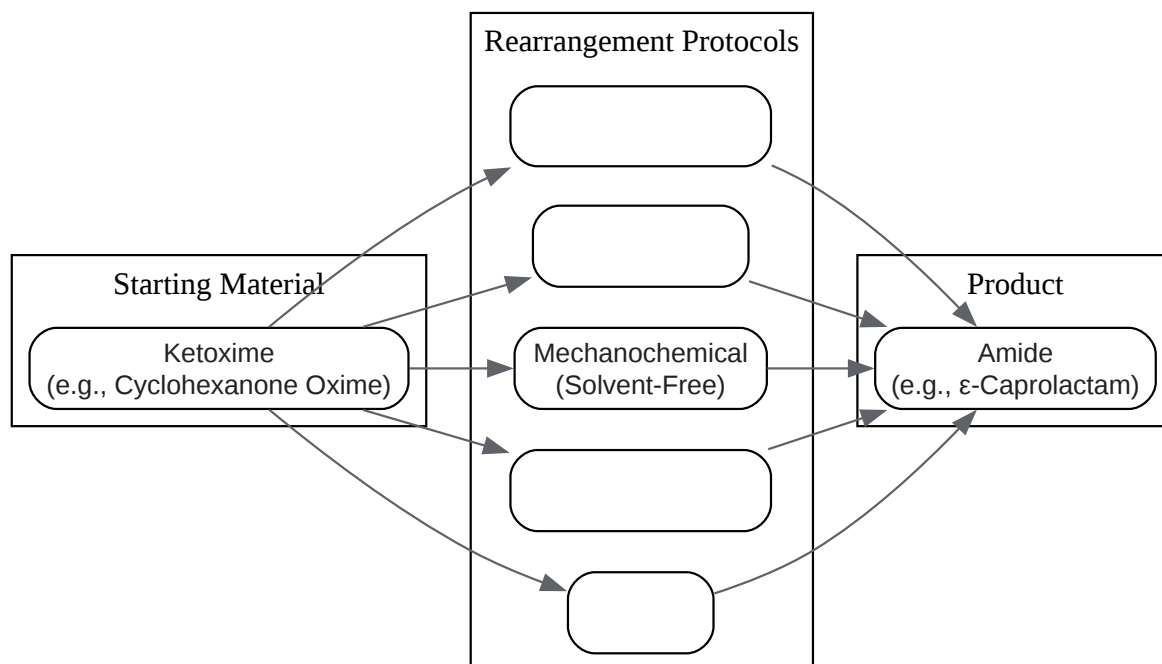 Rearrangement Protocols
Starting Material
Ketoxime
(e.g., Cyclohexanone Oxime)
Mechanochemical
(Solvent-Free)
Product
Amide
(e.g., ε-Caprolactam)